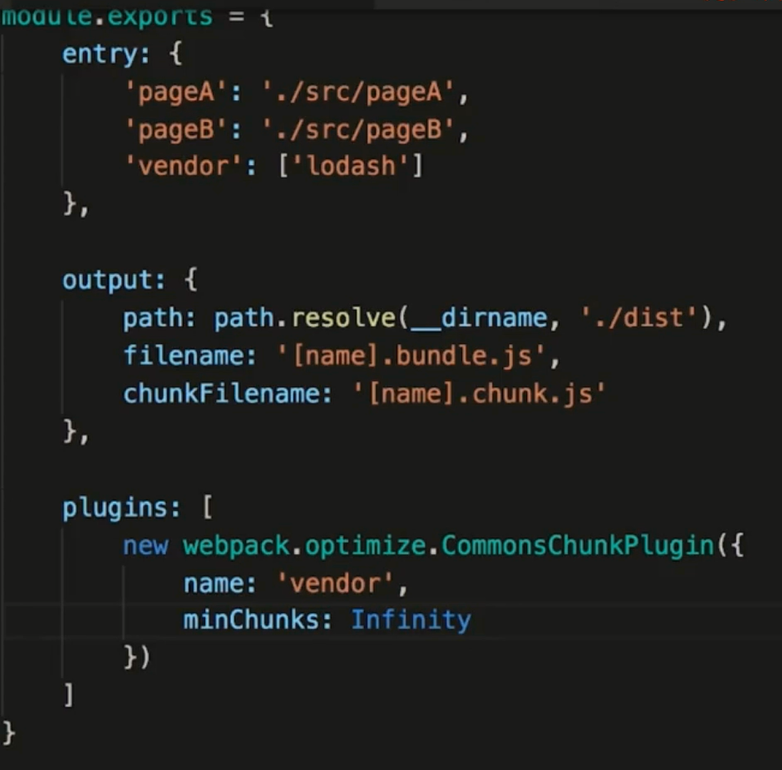 module.exports = {
    entry: {
        'pageA': './src/pageA',
        'pageB': './src/pageB',
        'vendor': ['lodash']
    },

    output: {
        path: path.resolve(__dirname, './dist'),
        filename: '[name].bundle.js',
        chunkFilename: '[name].chunk.js'
    },

    plugins: [
        new webpack.optimize.CommonsChunkPlugin({
            name: 'vendor',
            minChunks: Infinity
        })
    ]
}